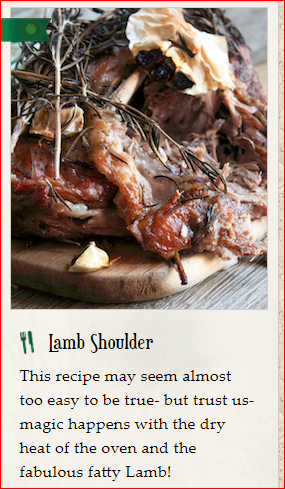 Lamb Shoulder
This recipe may seem almost
too easy to be true- but trust us-
magic happens with the dry
heat of the oven and the
fabulous fatty Lamb!